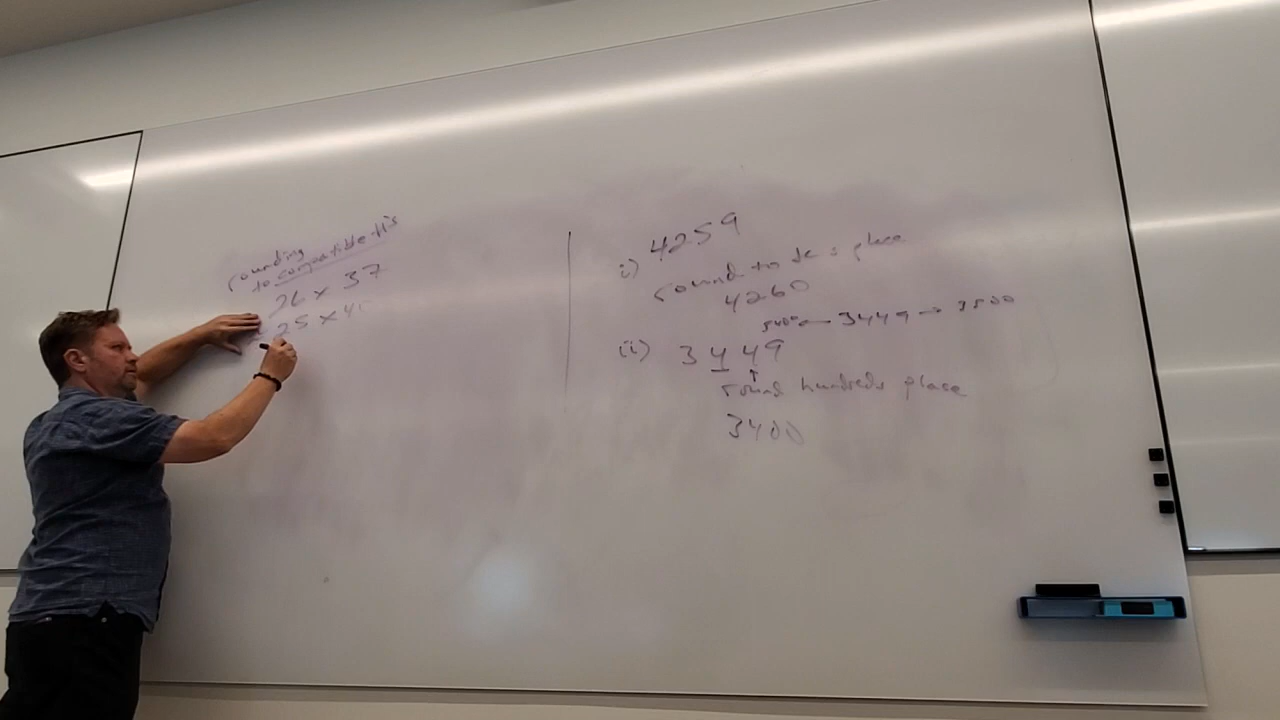 rounding
to compatible #'s
26 x 37
25 x 4
i) 4259
round to 10's place
4260
3400 ← 3449 → 3500
ii) 3449
↑
round hundreds place
3400